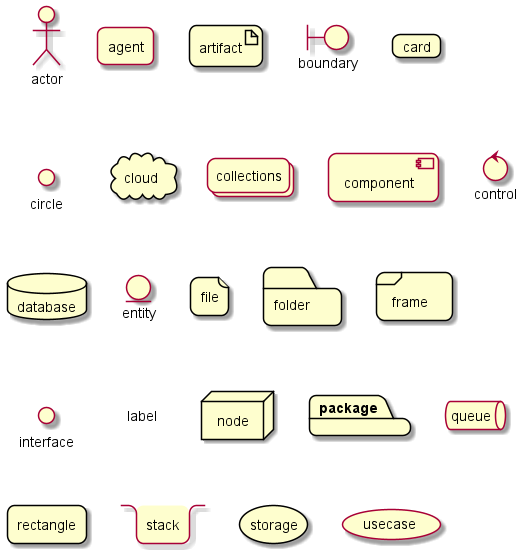 actor
agent
artifact
boundary
card
circle
cloud
collections
component
control
database
entity
file
folder
frame
interface
label
node
package
queue
rectangle
stack
storage
usecase